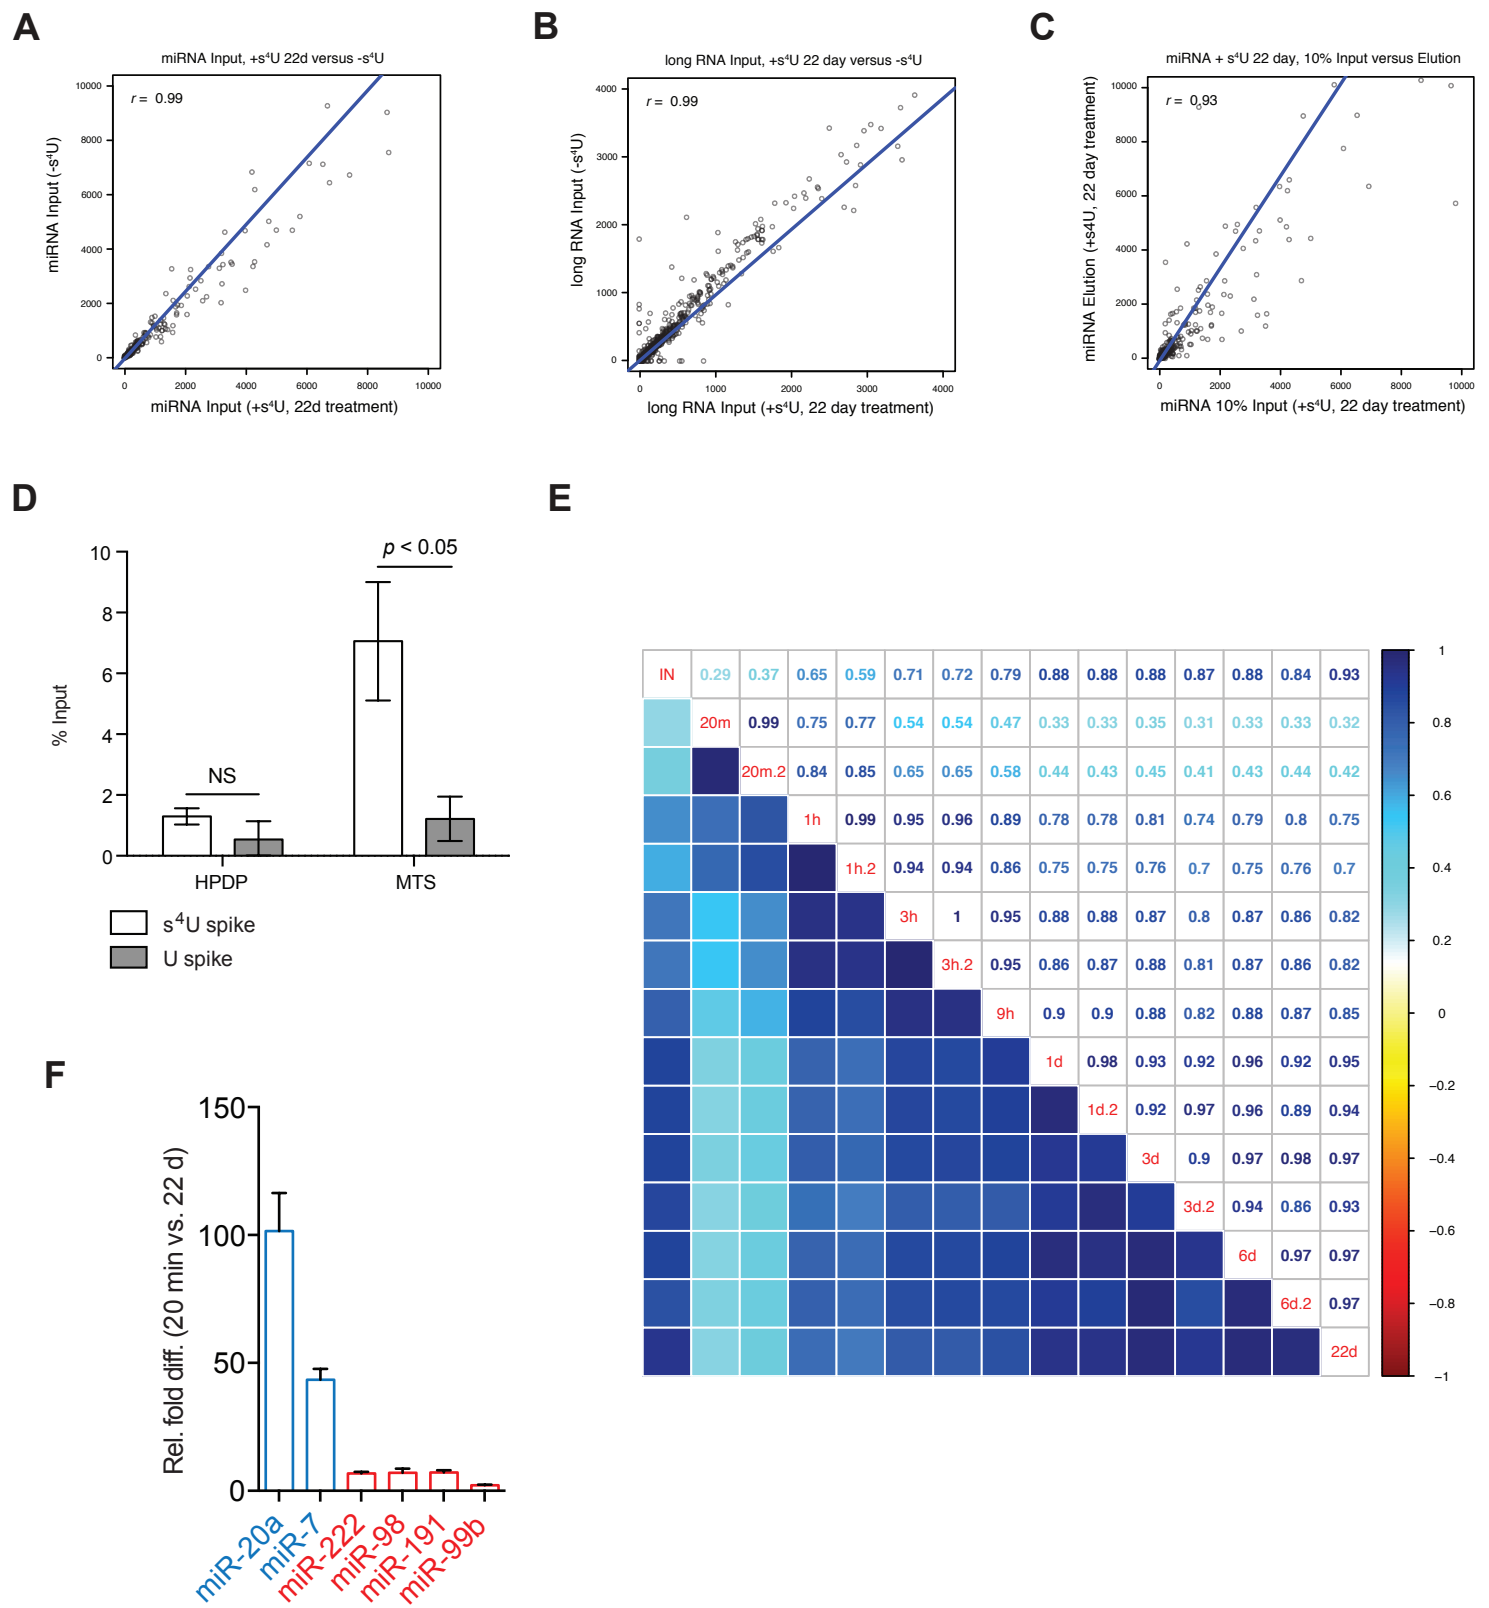 A
miRNA Input, +s⁴U 22d versus -s⁴U
r = 0.99
miRNA Input (-s⁴U)
10000
8000
6000
4000
2000
0
0 2000 4000 6000 8000 10000
miRNA Input (+s⁴U, 22d treatment)
B
long RNA Input, +s⁴U 22 day versus -s⁴U
r = 0.99
long RNA Input (-s⁴U)
4000
3000
2000
1000
0
0 1000 2000 3000 4000
long RNA Input (+s⁴U, 22 day treatment)
C
miRNA + s⁴U 22 day, 10% Input versus Elution
r = 0.93
miRNA Elution (+s4U, 22 day treatment)
10000
8000
6000
4000
2000
0
0 2000 4000 6000 8000 10000
miRNA 10% Input (+s⁴U, 22 day treatment)
D
% Input
10
8
6
4
2
0
NS
p < 0.05
HPDP MTS
s⁴U spike
U spike
E
IN 0.29 0.37 0.65 0.59 0.71 0.72 0.79 0.88 0.88 0.88 0.87 0.88 0.84 0.93
20m 0.99 0.75 0.77 0.54 0.54 0.47 0.33 0.33 0.35 0.31 0.33 0.33 0.32
20m.2 0.84 0.85 0.65 0.65 0.58 0.44 0.43 0.45 0.41 0.43 0.44 0.42
1h 0.99 0.95 0.96 0.89 0.78 0.78 0.81 0.74 0.79 0.8 0.75
1h.2 0.94 0.94 0.86 0.75 0.75 0.76 0.7 0.75 0.76 0.7
3h 1 0.95 0.88 0.88 0.87 0.8 0.87 0.86 0.82
3h.2 0.95 0.86 0.87 0.88 0.81 0.87 0.86 0.82
9h 0.9 0.9 0.88 0.82 0.88 0.87 0.85
1d 0.98 0.93 0.92 0.96 0.92 0.95
1d.2 0.92 0.97 0.96 0.89 0.94
3d 0.9 0.97 0.98 0.97
3d.2 0.94 0.86 0.93
6d 0.97 0.97
6d.2 0.97
22d
1
0.8
0.6
0.4
0.2
0
−0.2
−0.4
−0.6
−0.8
−1
F
Rel. fold diff. (20 min vs. 22 d)
150
100
50
0
miR-20a
miR-7
miR-222
miR-98
miR-191
miR-99b